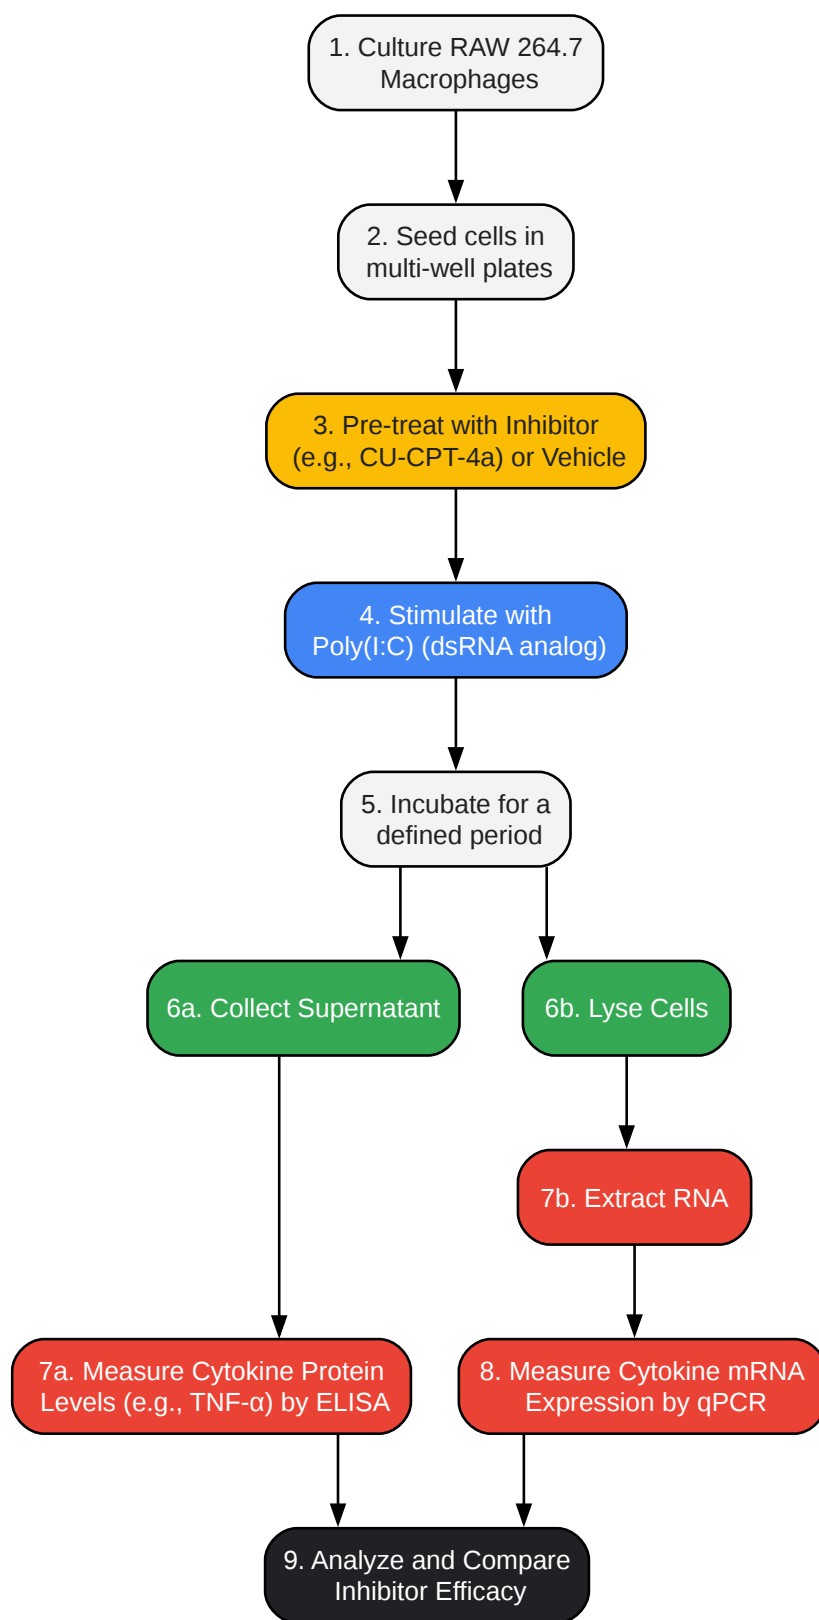 1. Culture RAW 264.7
Macrophages
2. Seed cells in
multi-well plates
3. Pre-treat with Inhibitor
(e.g., CU-CPT-4a) or Vehicle
4. Stimulate with
Poly(I:C) (dsRNA analog)
5. Incubate for a
defined period
6a. Collect Supernatant
6b. Lyse Cells
7b. Extract RNA
7a. Measure Cytokine Protein
Levels (e.g., TNF-α) by ELISA
8. Measure Cytokine mRNA
Expression by qPCR
9. Analyze and Compare
Inhibitor Efficacy